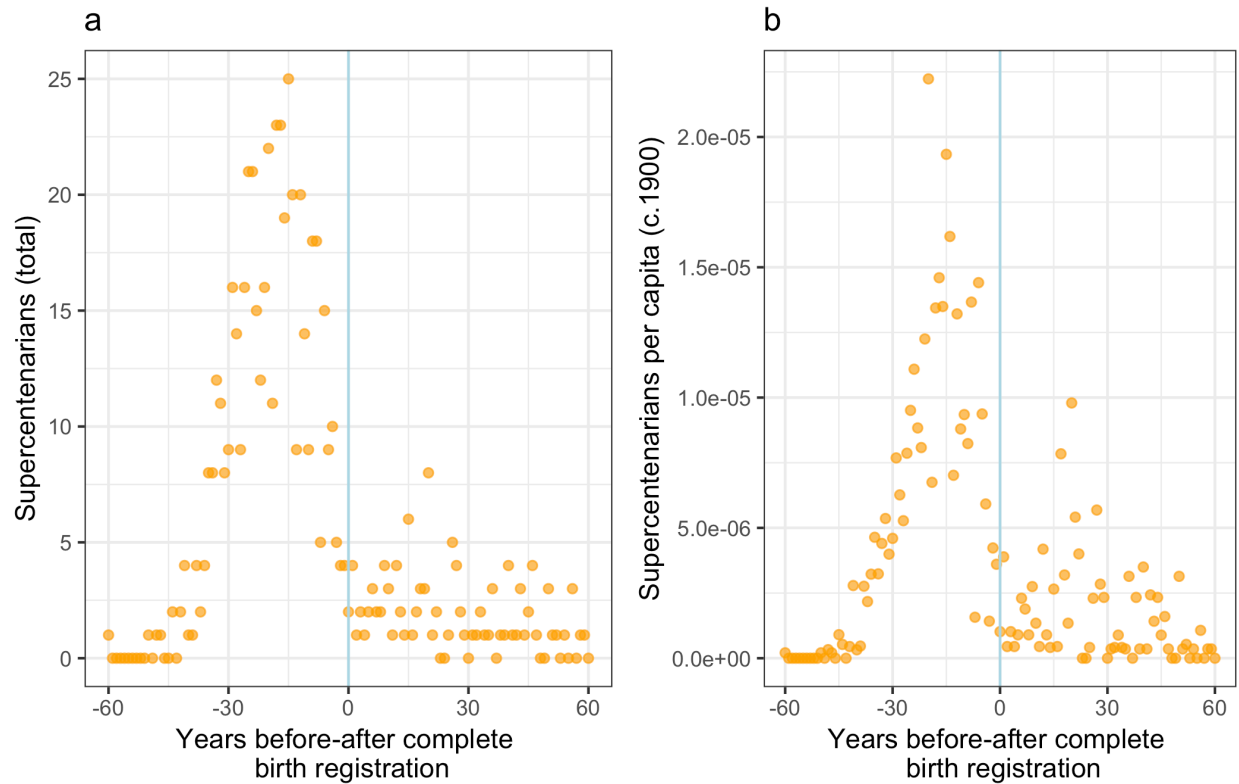 a
25
20
15
10
5
0
Supercentenarians (total)
-60
-30
0
30
60
Years before-after complete
birth registration
b
2.0e-05
1.5e-05
1.0e-05
5.0e-06
0.0e+00
Supercentenarians per capita (c.1900)
-60
-30
0
30
60
Years before-after complete
birth registration